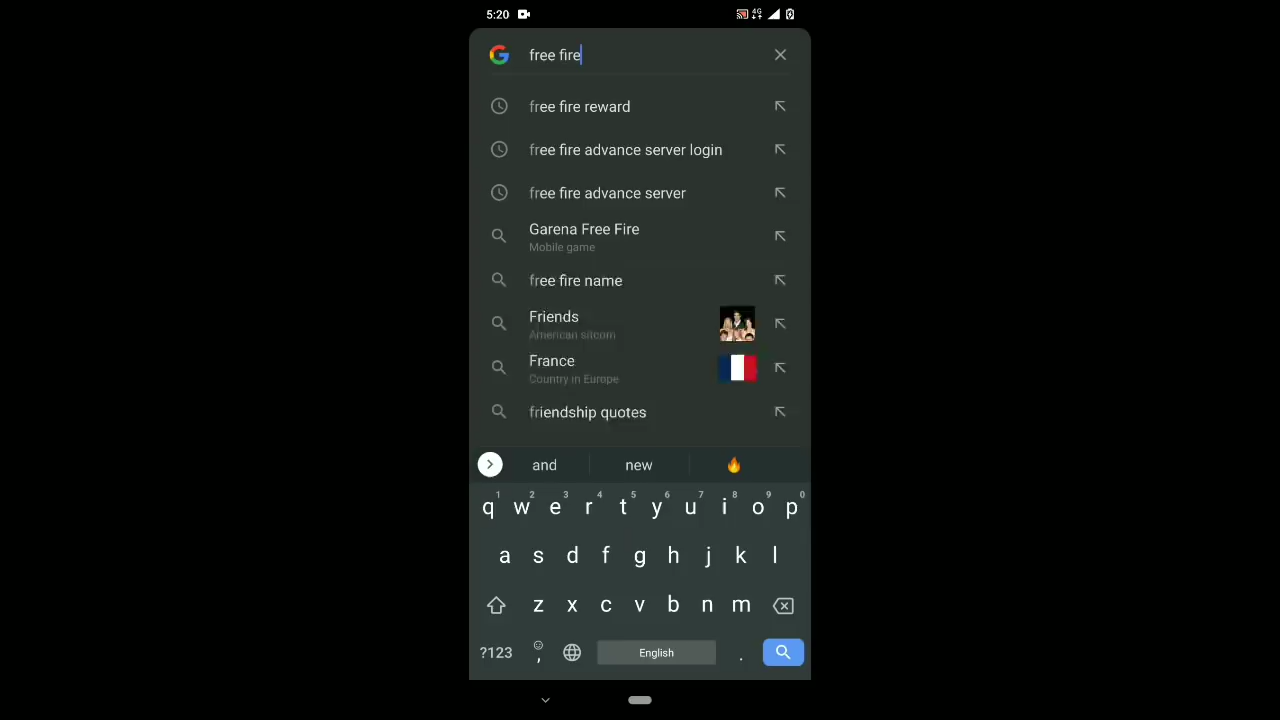 5:20
4G
free fire
free fire reward
free fire advance server login
free fire advance server
Garena Free Fire
Mobile game
free fire name
Friends
American sitcom
France
Country in Europe
friendship quotes
and new 🔥
1 2 3 4 5 6 7 8 9 0
q w e r t y u i o p
a s d f g h j k l
z x c v b n m
?123 , English .